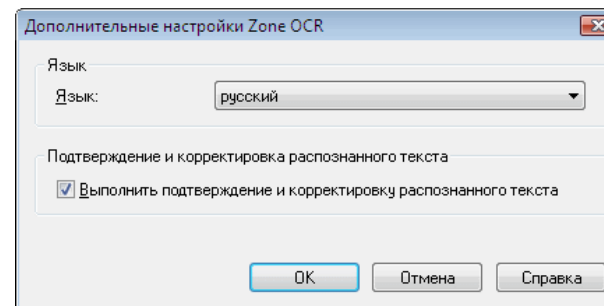 Дополнительные настройки Zone OCR
Язык
Язык: русский
Подтверждение и корректировка распознанного текста
Выполнить подтверждение и корректировку распознанного текста
OK Отмена Справка